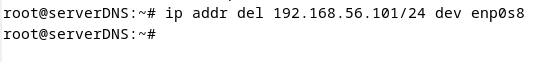 root@serverDNS:~# ip addr del 192.168.56.101/24 dev enp0s8
root@serverDNS:~#